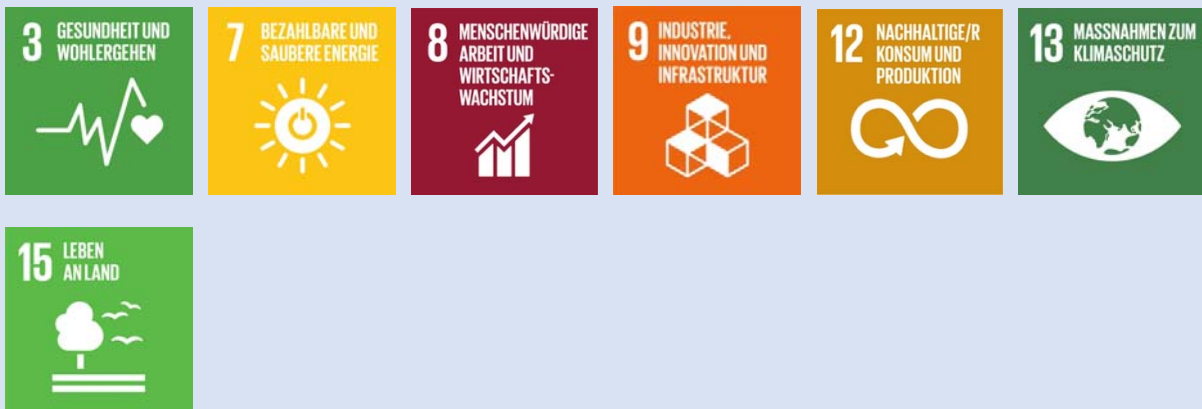 3 GESUNDHEIT UND
WOHLERGEHEN
7 BEZAHLBARE UND
SAUBERE ENERGIE
8 MENSCHENWÜRDIGE
ARBEIT UND
WIRTSCHAFTS-
WACHSTUM
9 INDUSTRIE,
INNOVATION UND
INFRASTRUKTUR
12 NACHHALTIGE/R
KONSUM UND
PRODUKTION
13 MASSNAHMEN ZUM
KLIMASCHUTZ
15 LEBEN
AN LAND